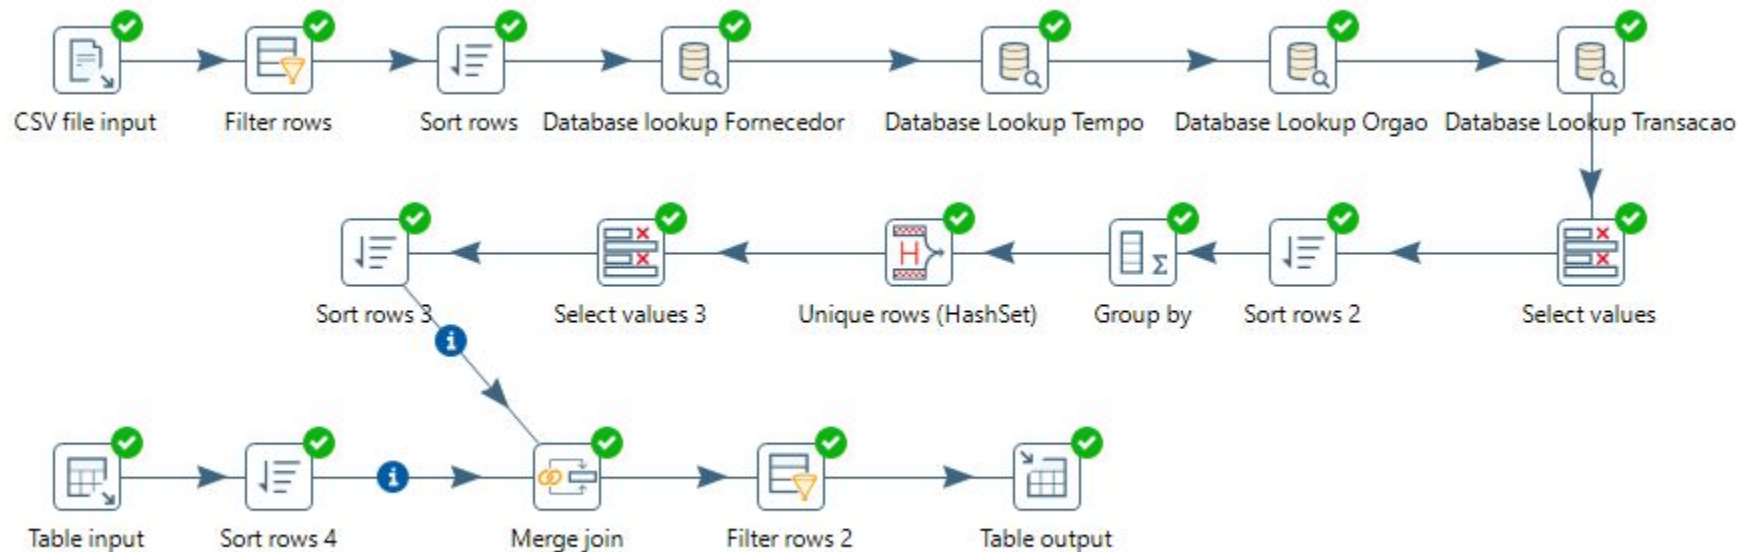 CSV file input
Filter rows
Sort rows
Database lookup Fornecedor
Database Lookup Tempo
Database Lookup Orgao
Database Lookup Transacao
Sort rows 3
Select values 3
Unique rows (HashSet)
Group by
Sort rows 2
Select values
Table input
Sort rows 4
Merge join
Filter rows 2
Table output